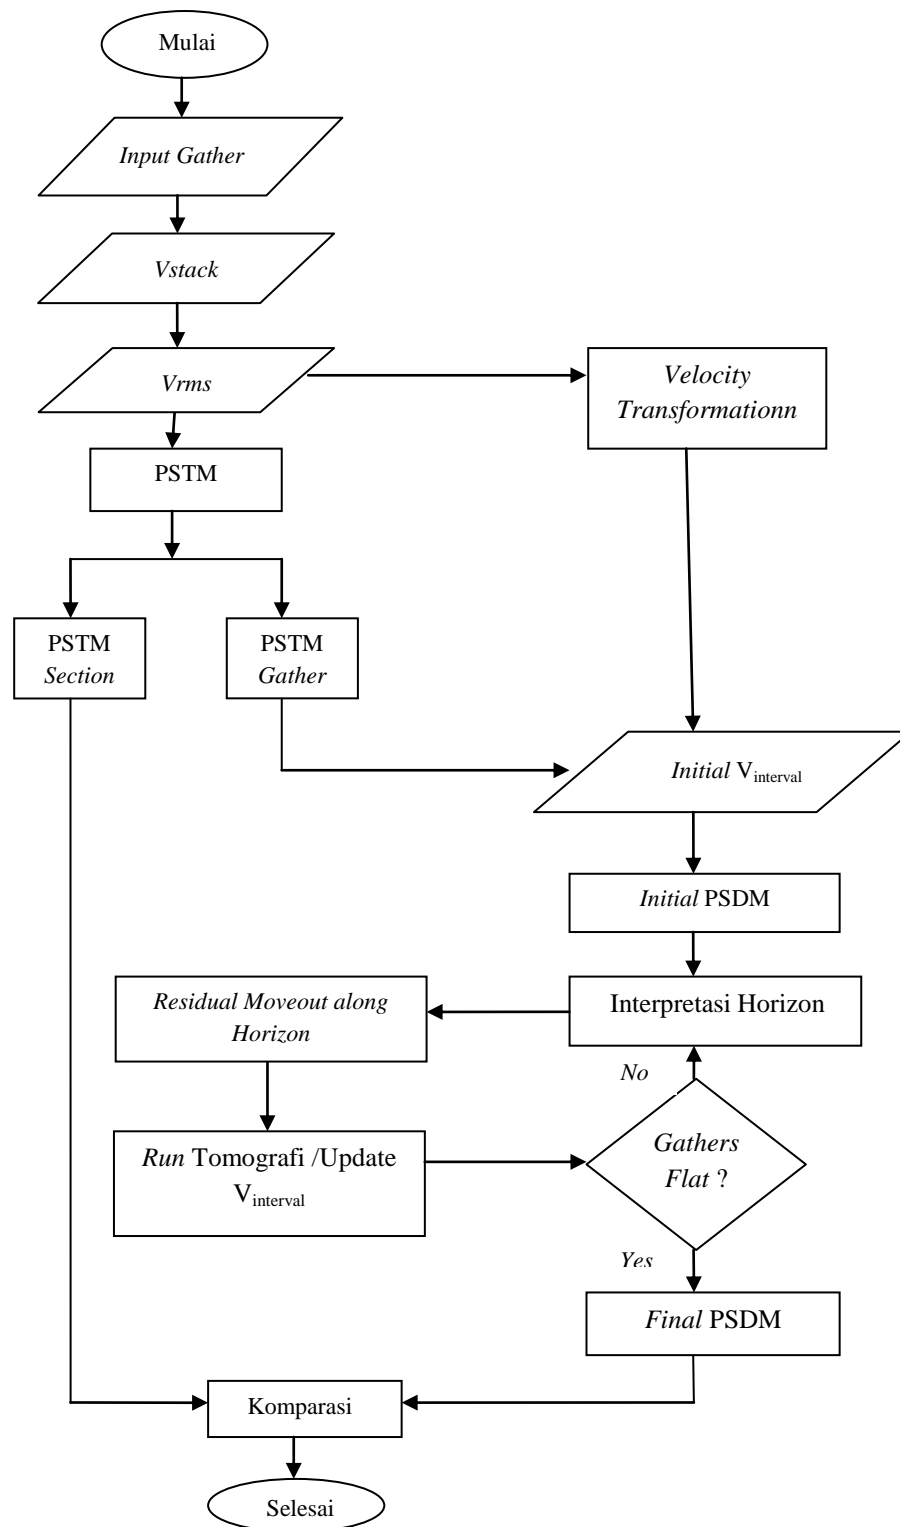 Mulai
Input Gather
Vstack
Vrms
Velocity
Transformationn
PSTM
PSTM
Section
PSTM
Gather
Initial Vinterval
Initial PSDM
Interpretasi Horizon
Residual Moveout along
Horizon
No
Gathers
Flat ?
Run Tomografi /Update
Vinterval
Yes
Final PSDM
Komparasi
Selesai